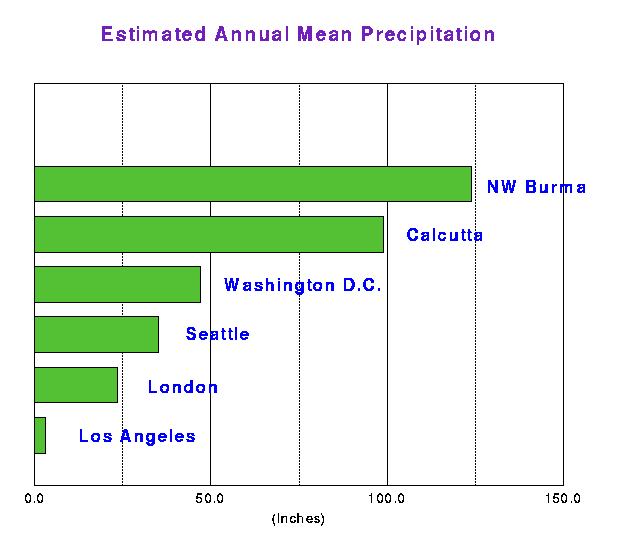 Estimated Annual Mean Precipitation
NW Burma
Calcutta
Washington D.C.
Seattle
London
Los Angeles
0.0 50.0 100.0 150.0
(Inches)